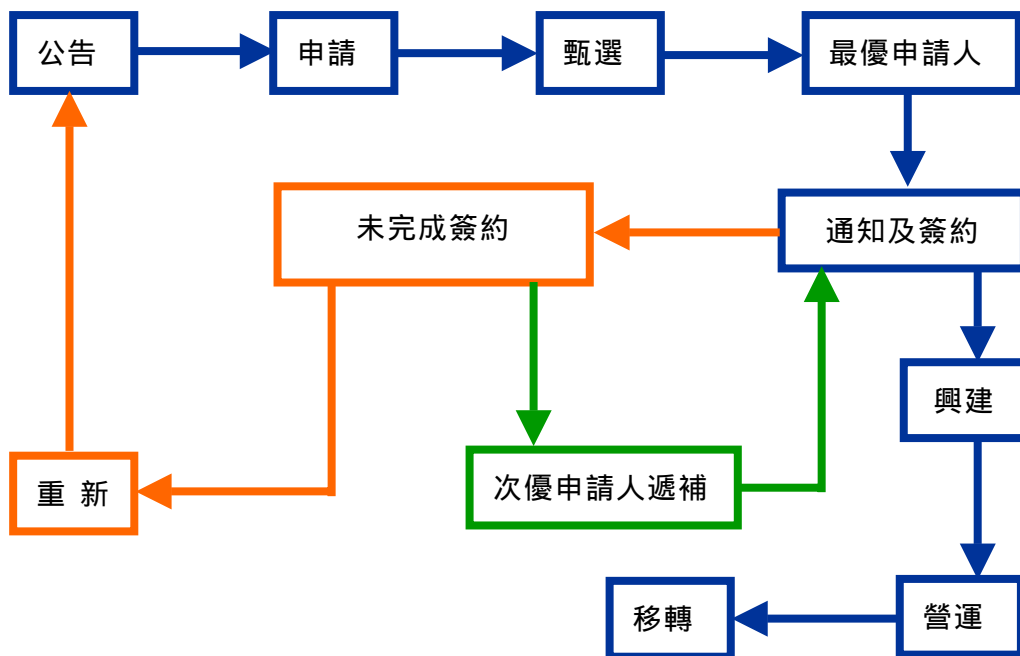 公告
申請
甄選
最優申請人
未完成簽約
通知及簽約
興建
重 新
次優申請人遞補
移轉
營運